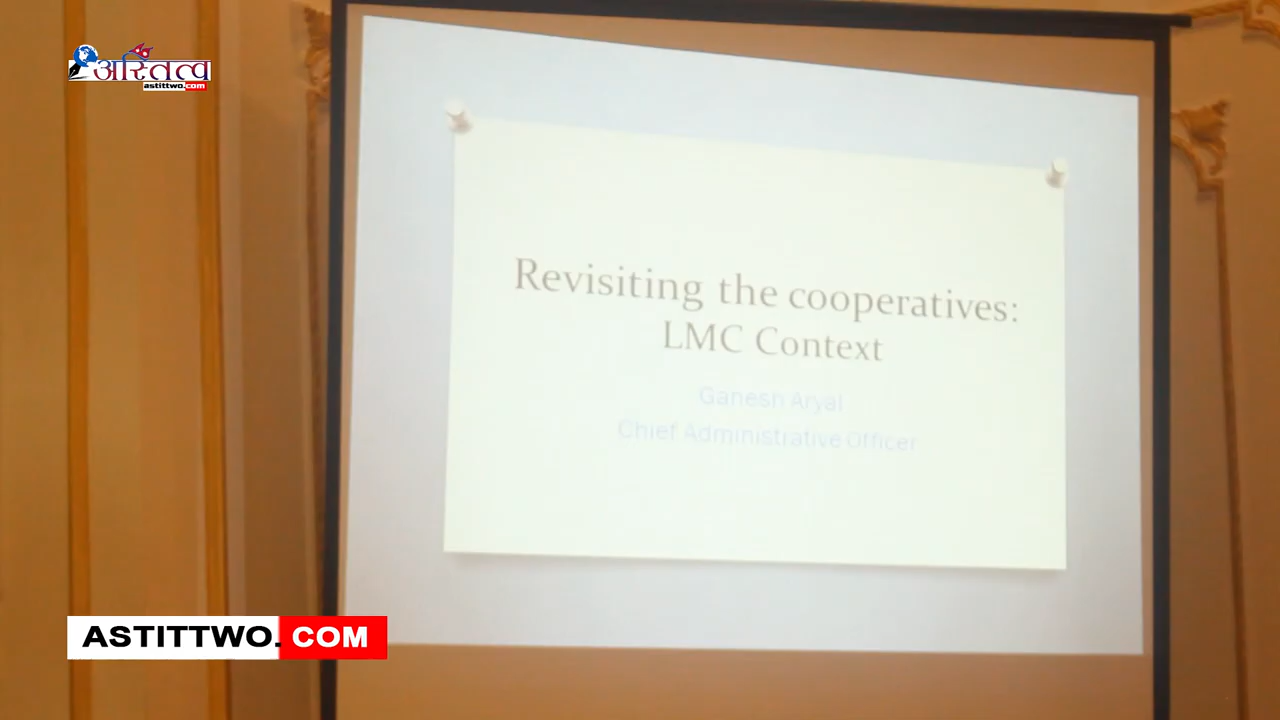 अस्तित्व
astittwo.com
Revisiting the cooperatives:
LMC Context
Ganesh Aryal
Chief Administrative Officer
ASTITTWO. COM